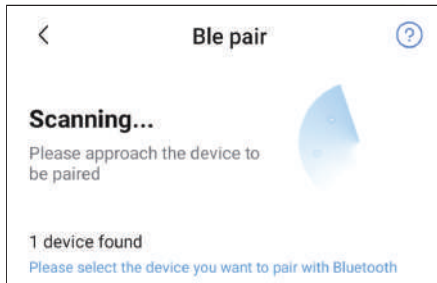 Ble pair
?
Scanning...
Please approach the device to
be paired
1 device found
Please select the device you want to pair with Bluetooth